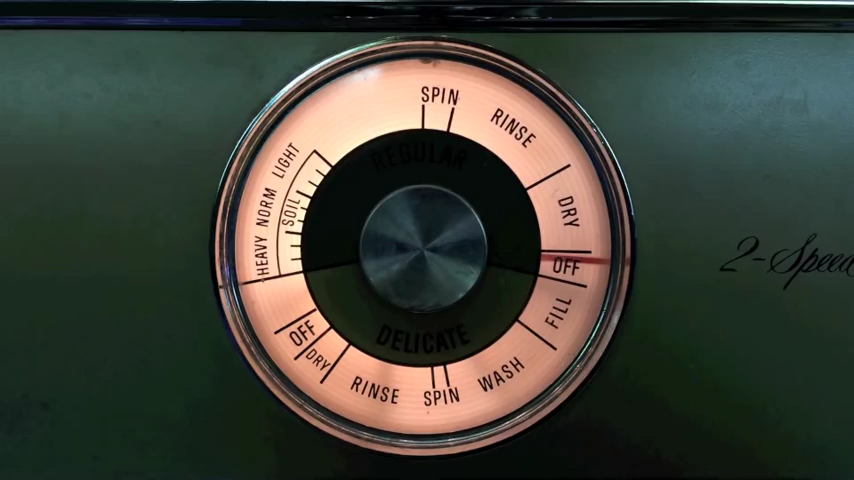 SPIN
RINSE
DRY
OFF
FILL
WASH
SPIN
RINSE
DRY
OFF
HEAVY NORM LIGHT
SOIL
REGULAR
DELICATE
2-Speed